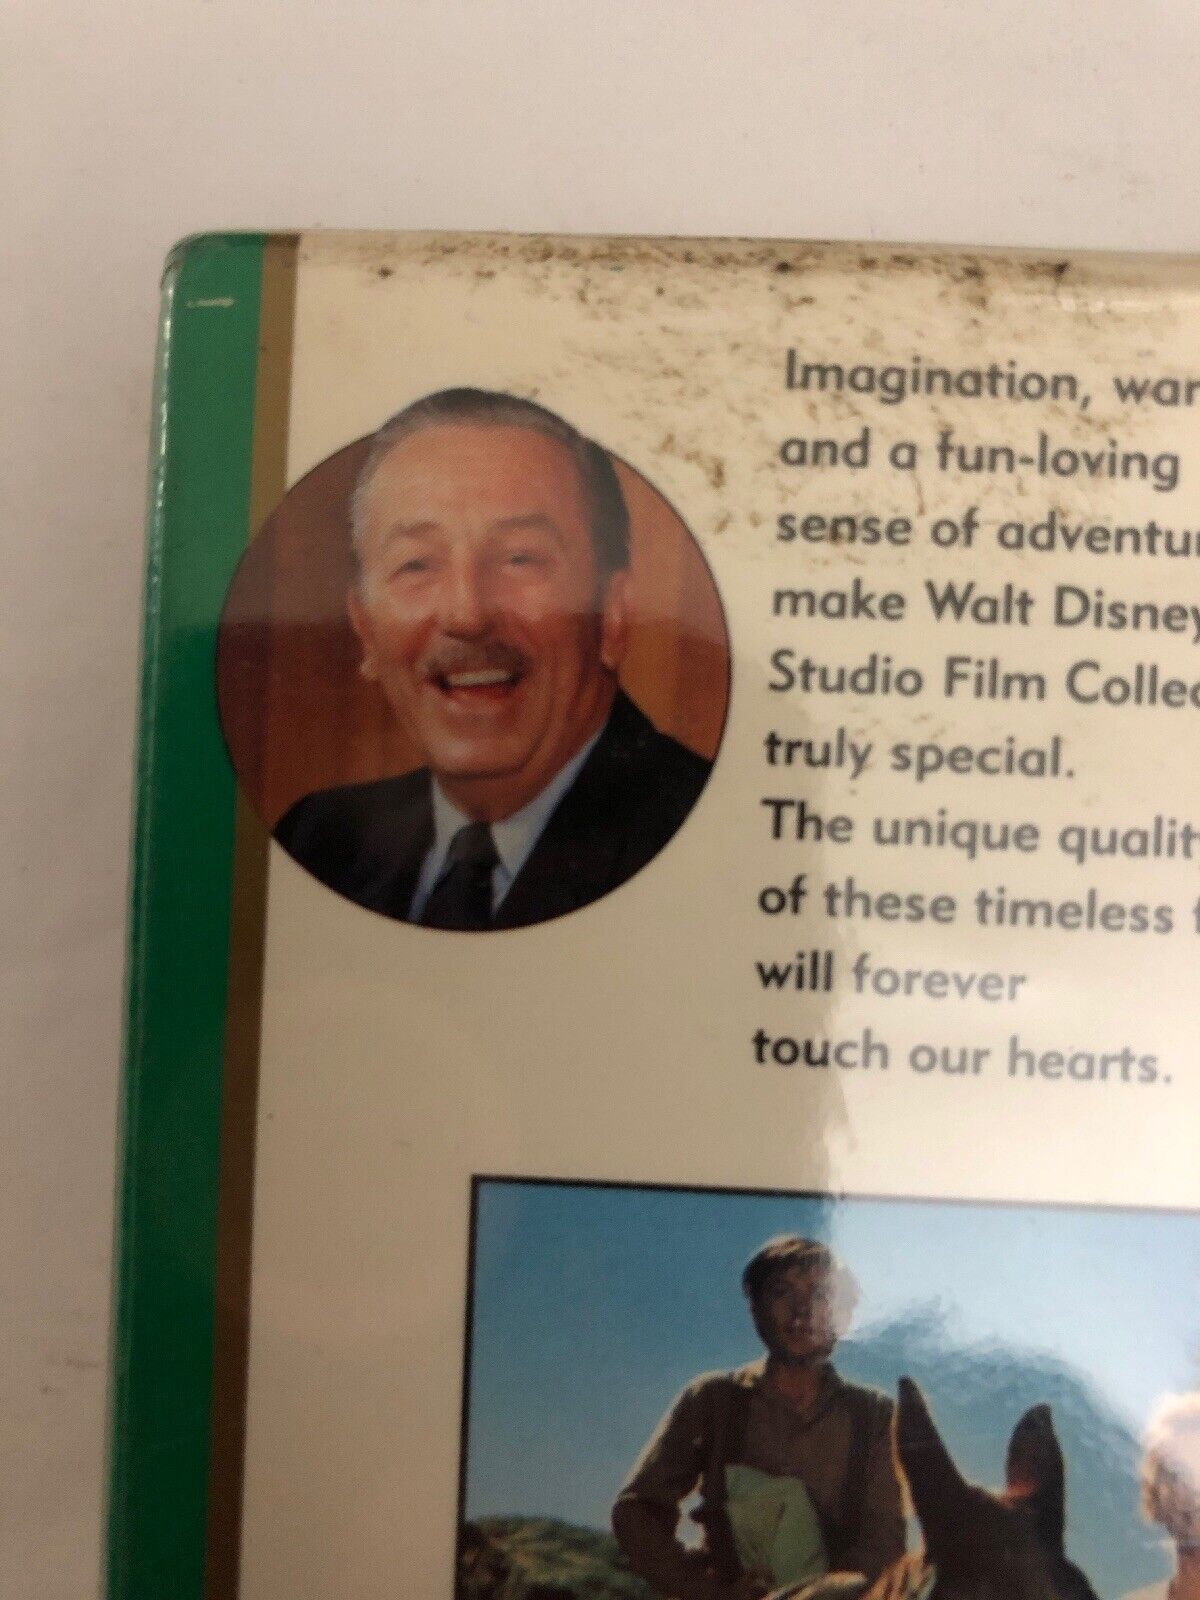 Imagination, war
and a fun-loving
sense of adventu
make Walt Disney
Studio Film Collec
truly special.
The unique qualit
of these timeless f
will forever
touch our hearts.